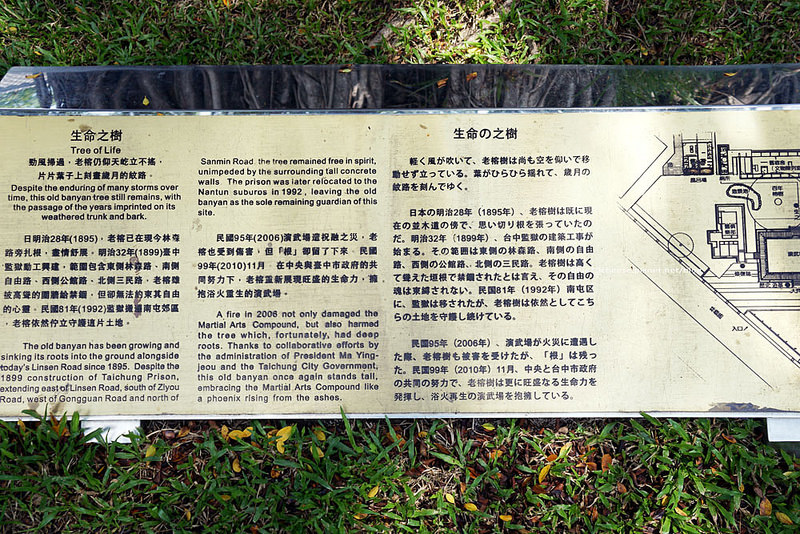 生命之樹
Tree of Life
勁風掃過，老榕仍仰天屹立不搖，
片片葉子上刻畫歲月的紋路。
Despite the enduring of many storms over
time, this old banyan tree still remains, with
the passage of the years imprinted on its
weathered trunk and bark.
日明治28年(1895)，老榕已在現今林森
路旁扎根，盡情舒展。明治32年(1899)臺中
監獄動工興建，範圍包含東側林森路、南側
自由路、西側公館路、北側三民路，老榕雖
被高聳的圍牆給禁錮，但卻無法約束其自由
的心靈。民國81年(1992)監獄搬遷南屯郊區
，老榕依然佇立守護這片土地。
The old banyan has been growing and
sinking its roots into the ground alongside
today's Linsen Road since 1895. Despite the
1899 construction of Taichung Prison,
extending east of Linsen Road, south of Ziyou
Road, west of Gongguan Road and north of
Sanmin Road, the tree remained free in spirit,
unimpeded by the surrounding tall concrete
walls. The prison was later relocated to the
Nantun suburos in 1992, leaving the old
banyan as the sole remaining guardian of this
site.
民國95年(2006)演武場遭祝融之災，老
榕也受到傷害，但「根」卻留了下來。民國
99年(2010)11月，在中央與臺中市政府的共
同努力下，老榕重新展現旺盛的生命力，擁
抱浴火重生的演武場。
A fire in 2006 not only damaged the
Martial Arts Compound, but also harmed
the tree which, fortunately, had deep
roots. Thanks to collaborative efforts by
the administration of President Ma Ying-
jeou and the Taichung City Government,
this old banyan once again stands tall,
embracing the Martial Arts Compound like
a phoenix rising from the ashes.
生命の之樹
軽く風が吹いて、老榕樹は尚も空を仰いで移
動せず立っている。葉がひらひら揺れて、歳月の
紋路を刻んでゆく。
日本の明治28年（1895年）、老榕樹は既に現
在の並木道の傍で、思い切り根を張っていたのだ
。明治32年（1899年）、台中監獄の建築工事が
始まる。その範囲は東側の林森路、南側の自由
路、西側の公館路、北側の三民路。老榕樹は高
くて聳えた垣根で禁錮されたとは言え、その自由の
魂は束縛されない。民国81年（1992年）南屯区
に、監獄は移されたが、老榕樹は依然としてこち
らの土地を守護し続けている。
民国95年（2006年）、演武場が火災に遭遇し
た際、老榕樹も被害を受けたが、「根」は残っ
た。民国99年（2010年）11月、中央と台中市政府
の共同の努力で、老榕樹は更に旺盛なる生命力を
発揮し、浴火再生の演武場を抱擁している。
入口